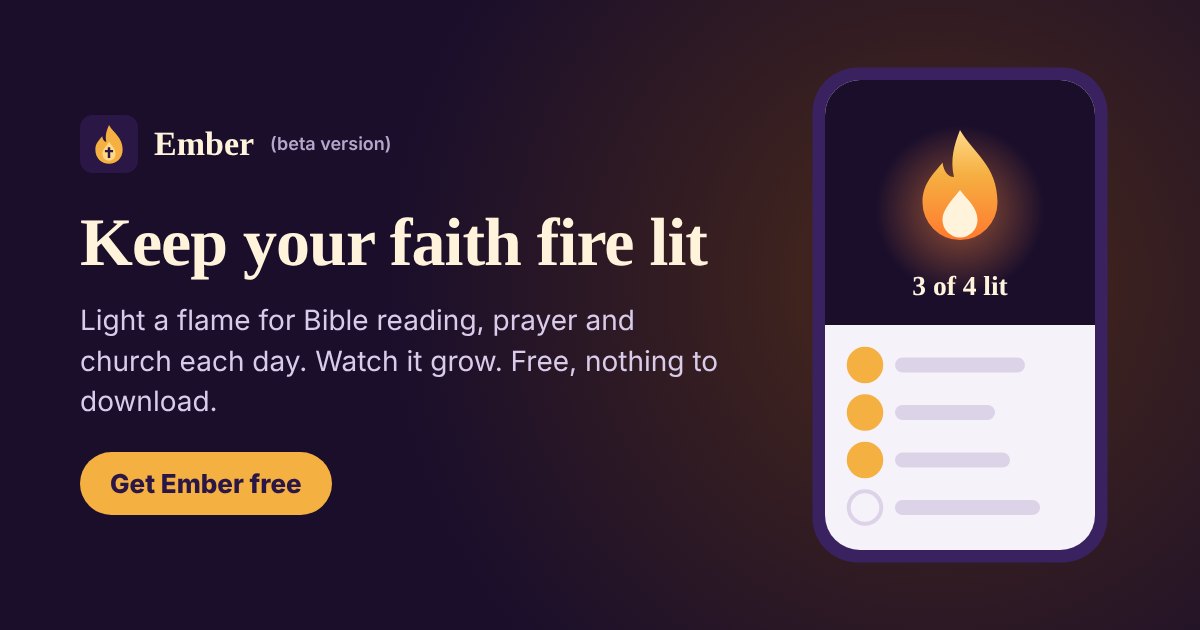 Ember (beta version)
Keep your faith fire lit
Light a flame for Bible reading, prayer and
church each day. Watch it grow. Free, nothing to
download.
Get Ember free
3 of 4 lit